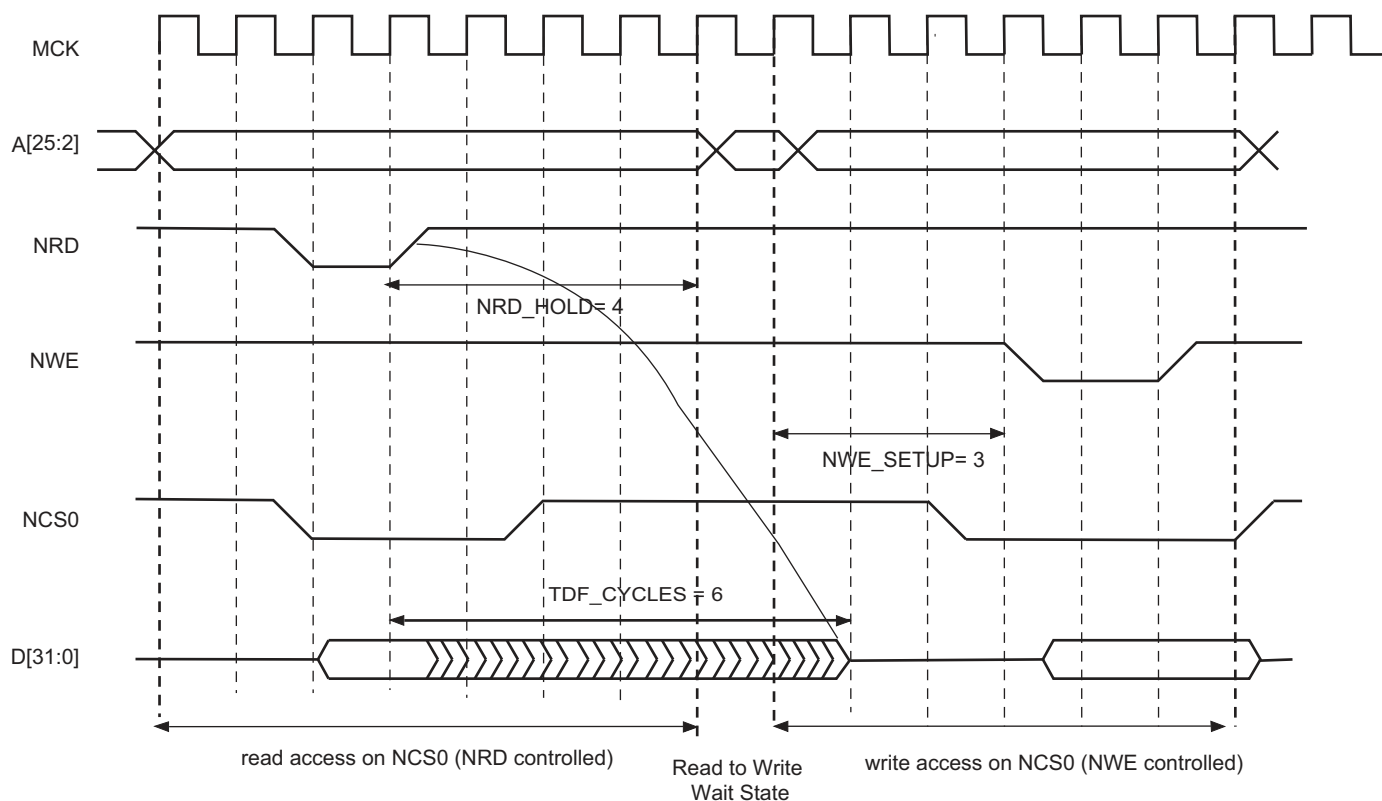 MCK
A[25:2]
NRD
NRD_HOLD= 4
NWE
NWE_SETUP= 3
NCS0
TDF_CYCLES = 6
D[31:0]
read access on NCS0 (NRD controlled)
Read to Write
Wait State
write access on NCS0 (NWE controlled)